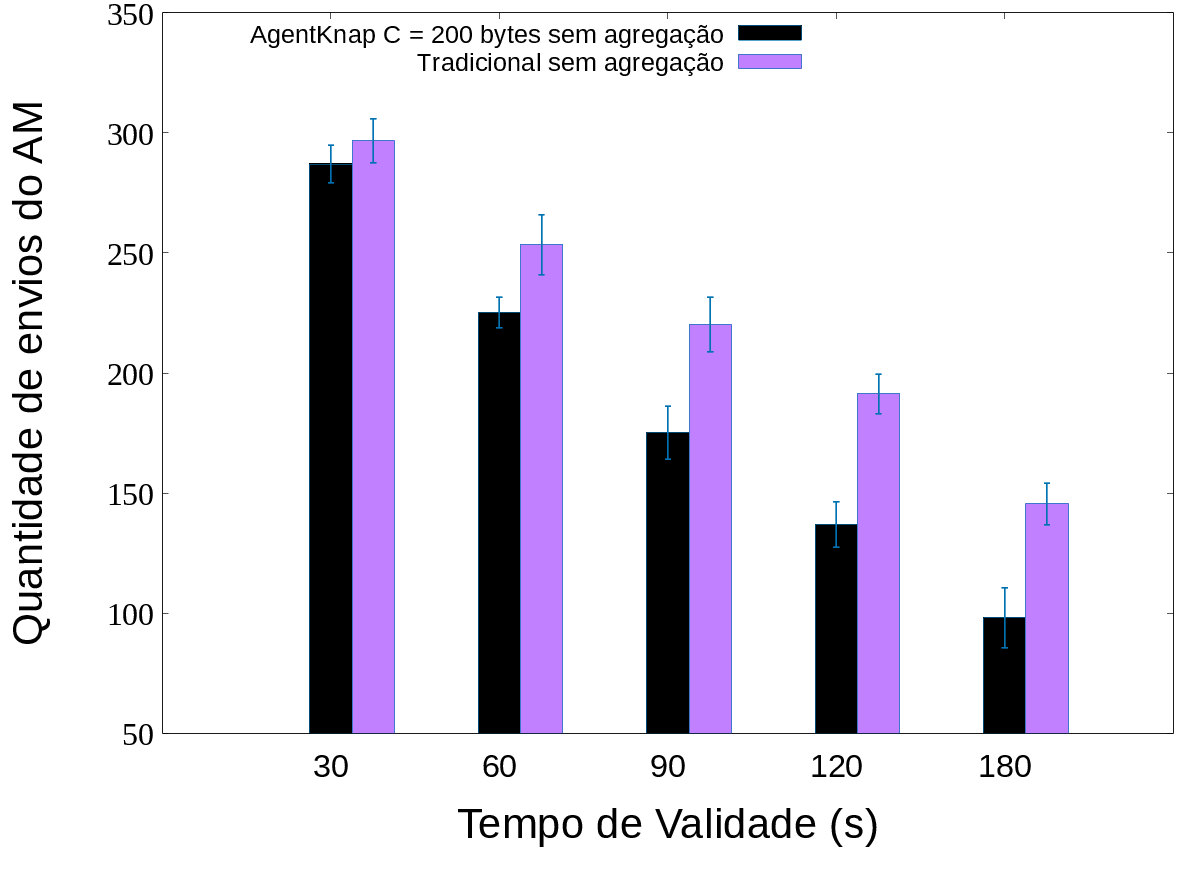 350
AgentKnap C = 200 bytes sem agregação
Tradicional sem agregação
300
250
200
150
100
50
Quantidade de envios do AM
30 60 90 120 180
Tempo de Validade (s)